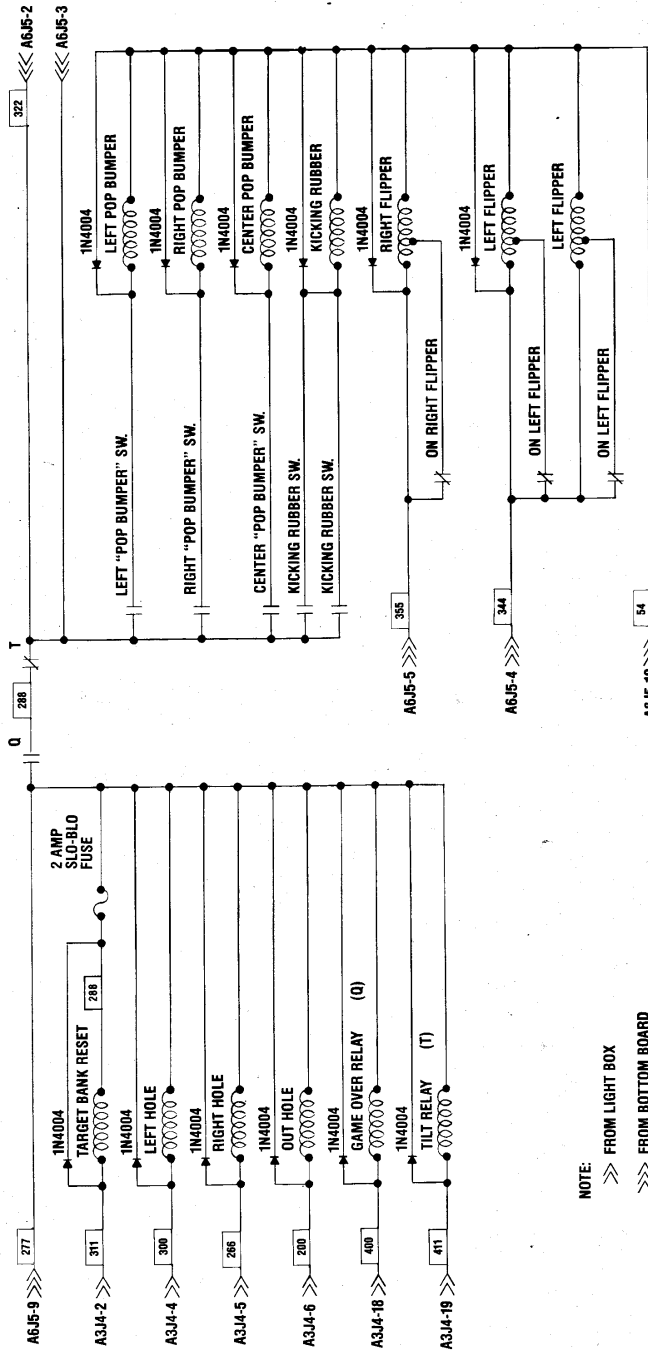 A6J5-9
277
Q
288
T
322
A6J5-2
A6J5-3
A3J4-2
311
1N4004
TARGET BANK RESET
288
2 AMP
SLO-BLO
FUSE
A3J4-4
300
1N4004
LEFT HOLE
A3J4-5
266
1N4004
RIGHT HOLE
A3J4-6
200
1N4004
OUT HOLE
A3J4-18
400
1N4004
GAME OVER RELAY (Q)
A3J4-19
411
1N4004
TILT RELAY (T)
LEFT "POP BUMPER" SW.
1N4004
LEFT POP BUMPER
RIGHT "POP BUMPER" SW.
1N4004
RIGHT POP BUMPER
CENTER "POP BUMPER" SW.
1N4004
CENTER POP BUMPER
KICKING RUBBER SW.
1N4004
KICKING RUBBER
KICKING RUBBER SW.
A6J5-5
355
1N4004
RIGHT FLIPPER
ON RIGHT FLIPPER
A6J5-4
344
1N4004
LEFT FLIPPER
ON LEFT FLIPPER
LEFT FLIPPER
ON LEFT FLIPPER
54
NOTE:
FROM LIGHT BOX
FROM BOTTOM BOARD